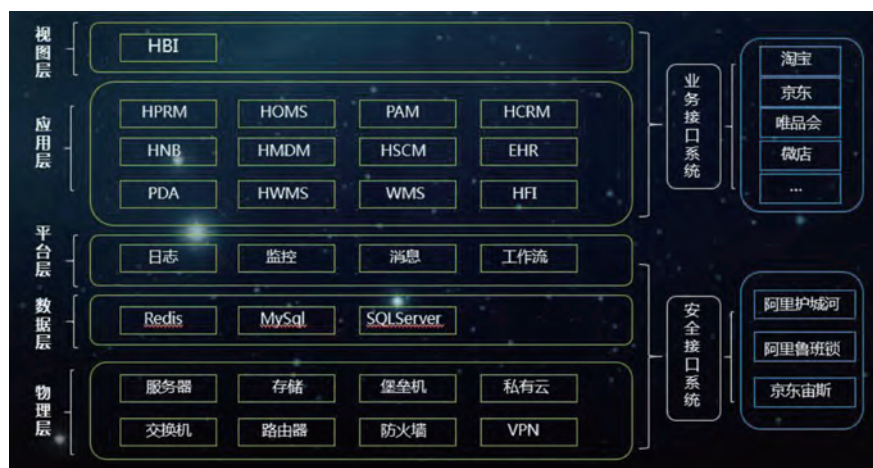 视图层
HBI
应用层
HPRM HOMS PAM HCRM
HNB HMDM HSCM EHR
PDA HWMS WMS HFI
平台层
日志 监控 消息 工作流
数据层
Redis MySql SQLServer
物理层
服务器 存储 堡垒机 私有云
交换机 路由器 防火墙 VPN
业务接口系统
淘宝
京东
唯品会
微店
...
安全接口系统
阿里护城河
阿里鲁班锁
京东宙斯